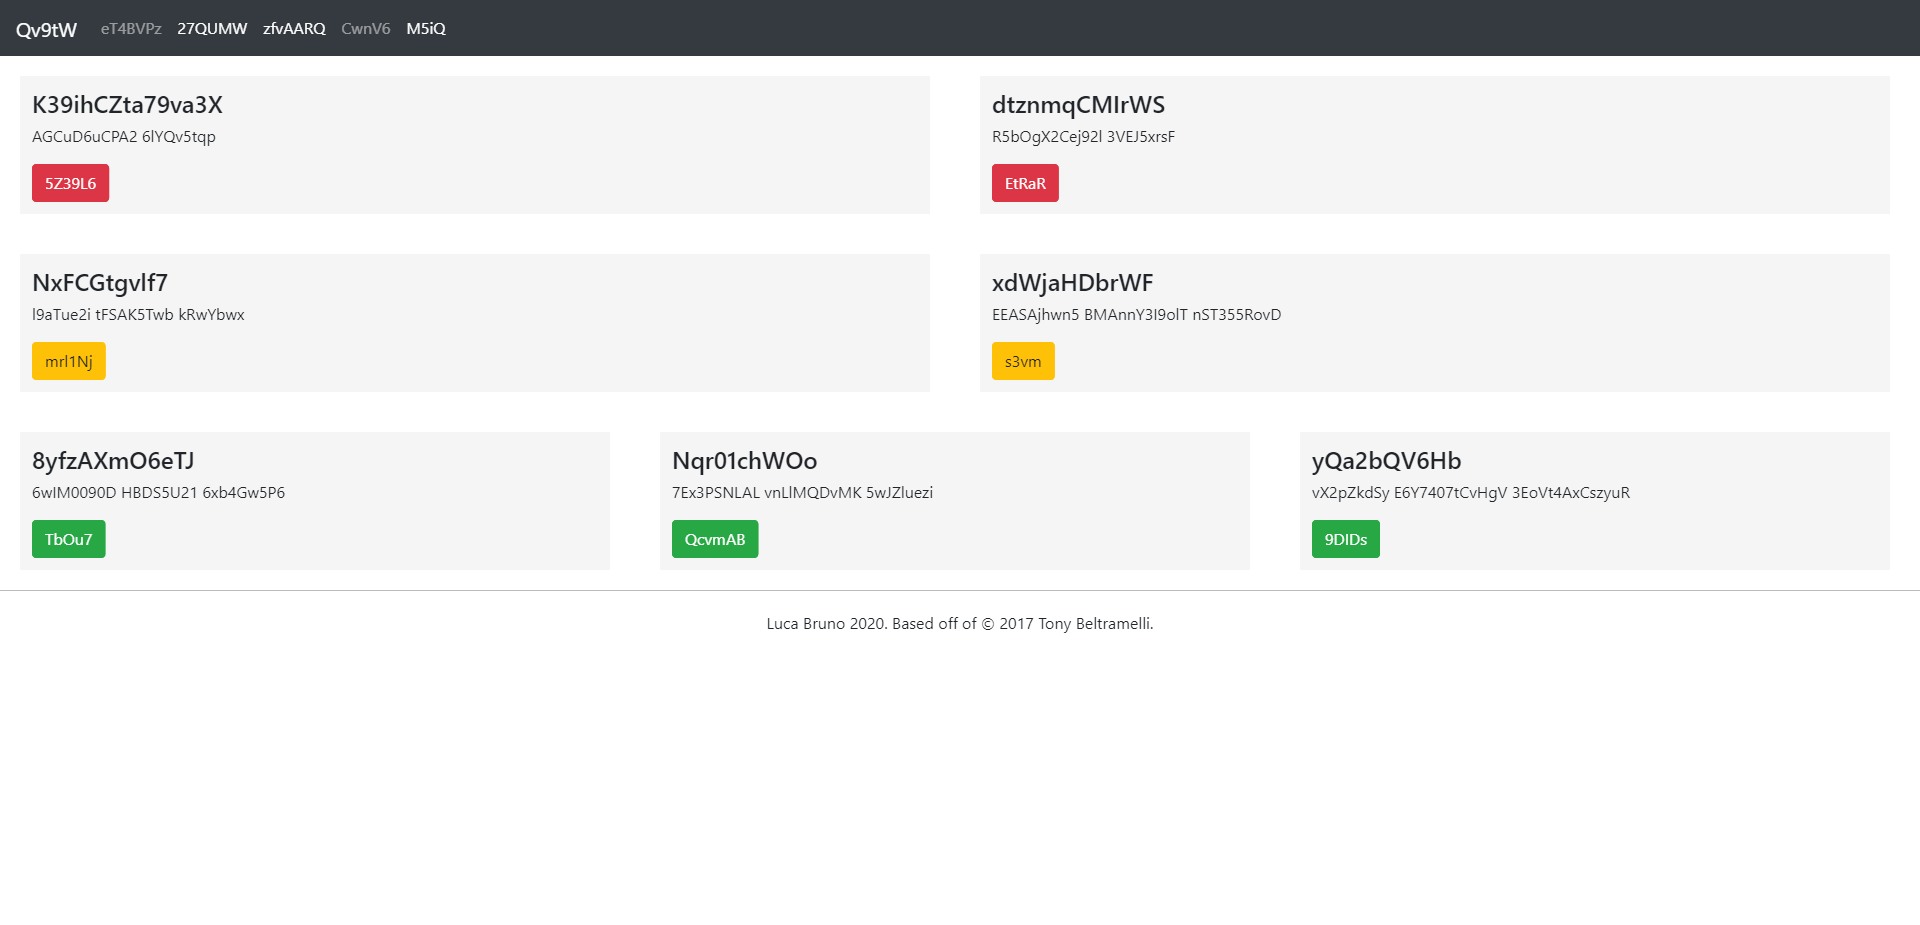 Qv9tW eT4BVPz 27QUMW zfvAARQ CwnV6 M5iQ
K39ihCZta79va3X
AGCuD6uCPA2 6lYQv5tqp
5Z39L6
dtznmqCMIrWS
R5bOgX2Cej92l 3VEJ5xrsF
EtRaR
NxFCGtgvlf7
l9aTue2i tFSAK5Twb kRwYbwx
mrl1Nj
xdWjaHDbrWF
EEASAjhwn5 BMAnnY3I9olT nST355RovD
s3vm
8yfzAXmO6eTJ
6wIM0090D HBDS5U21 6xb4Gw5P6
TbOu7
Nqr01chWOo
7Ex3PSNLAL vnLlMQDvMK 5wJZluezi
QcvmAB
yQa2bQV6Hb
vX2pZkdSy E6Y7407tCvHgV 3EoVt4AxCszyuR
9DIDs
Luca Bruno 2020. Based off of © 2017 Tony Beltramelli.